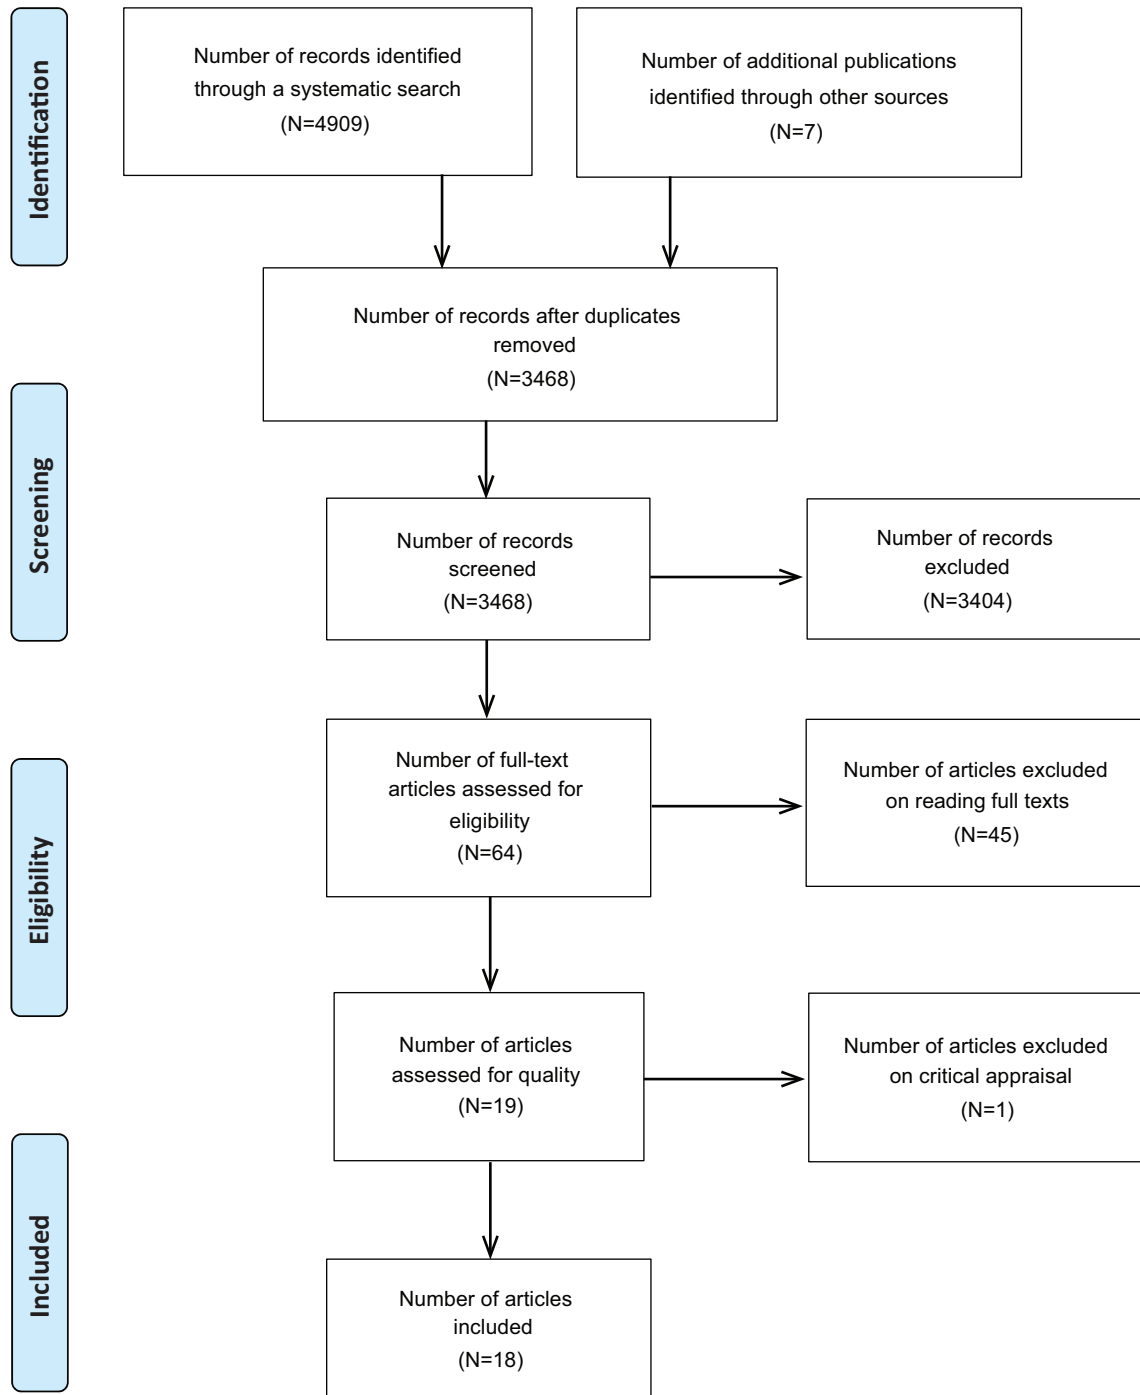 Identification
Number of records identified
through a systematic search
(N=4909)
Number of additional publications
identified through other sources
(N=7)
Number of records after duplicates
removed
(N=3468)
Screening
Number of records
screened
(N=3468)
Number of records
excluded
(N=3404)
Eligibility
Number of full-text
articles assessed for
eligibility
(N=64)
Number of articles excluded
on reading full texts
(N=45)
Number of articles
assessed for quality
(N=19)
Number of articles excluded
on critical appraisal
(N=1)
Included
Number of articles
included
(N=18)